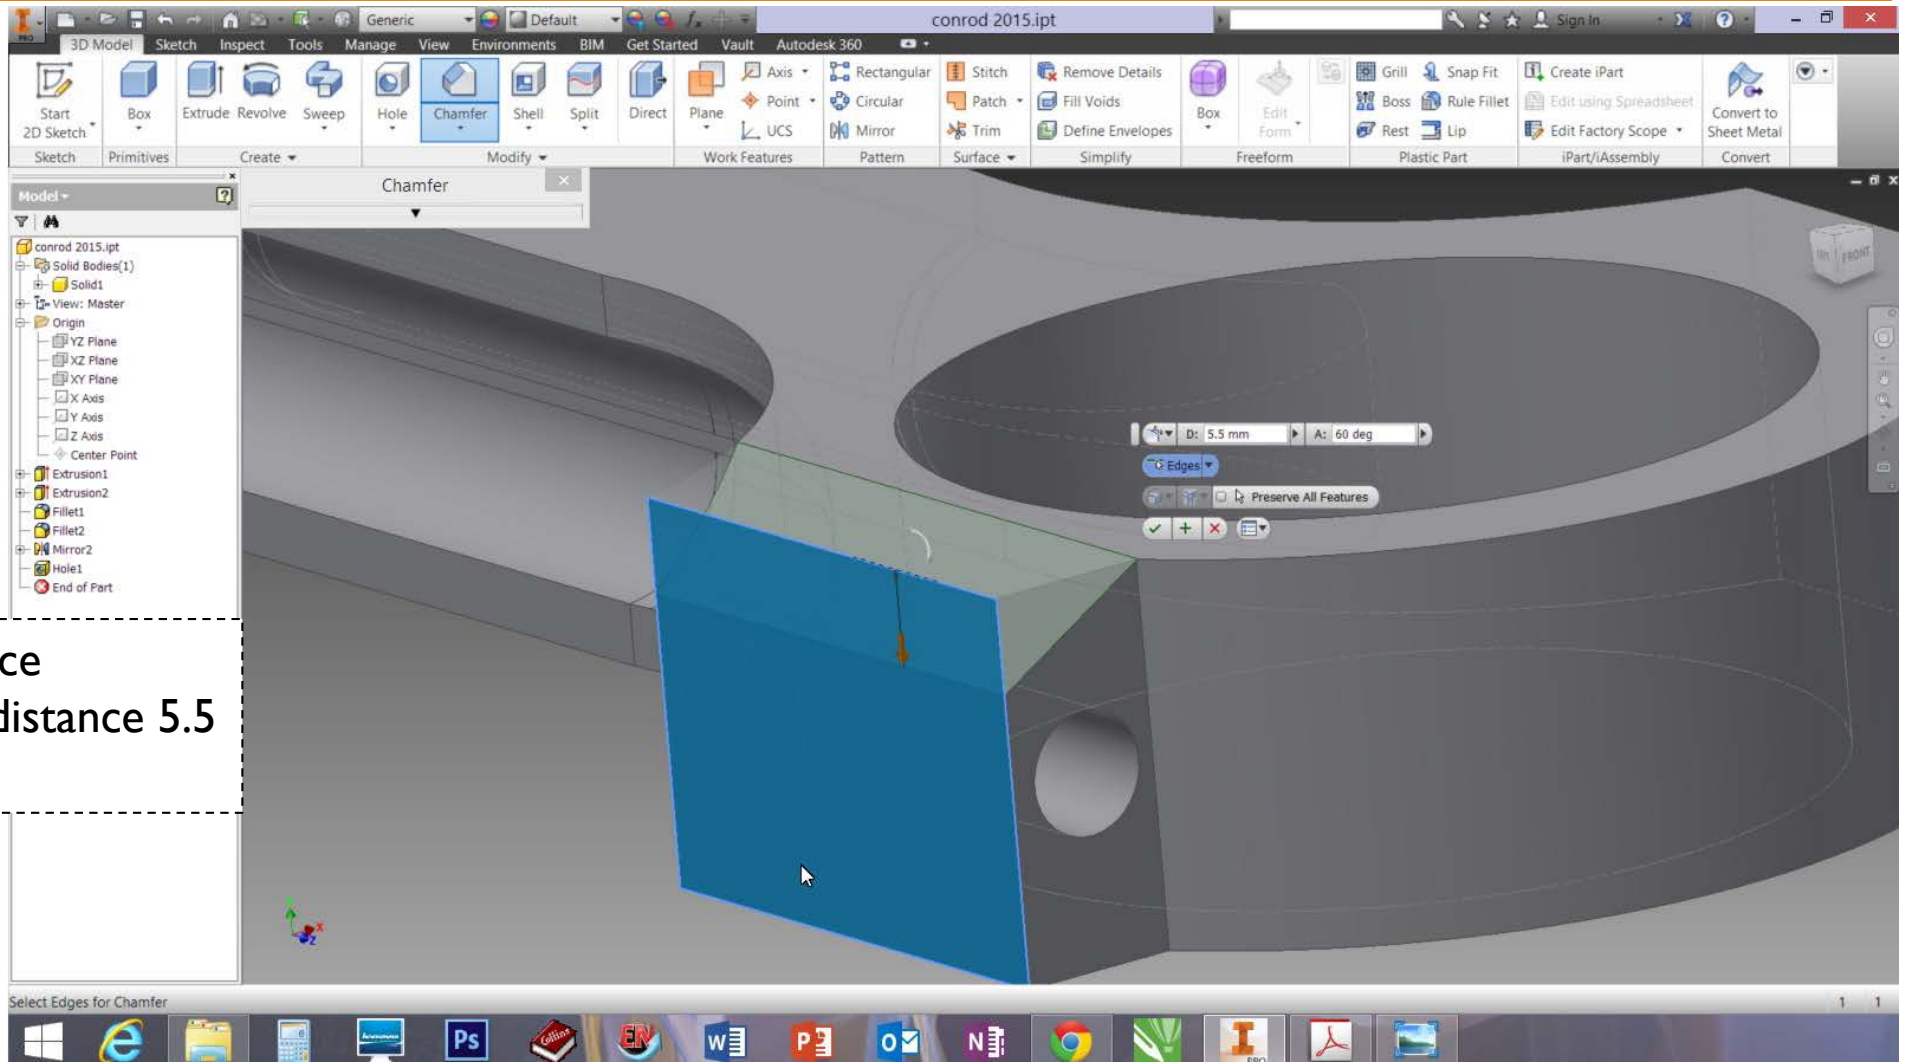 PRO
Generic
Default
conrod 2015.ipt
Sign In
3D Model Sketch Inspect Tools Manage View Environments BIM Get Started Vault Autodesk 360
Start
2D Sketch
Box
Extrude Revolve Sweep
Hole
Chamfer
Shell
Split
Direct
Plane
Axis
Point
UCS
Rectangular
Circular
Mirror
Stitch
Patch
Trim
Remove Details
Fill Voids
Define Envelopes
Box
Edit
Form
Grill
Boss
Rest
Snap Fit
Rule Fillet
Lip
Create iPart
Edit using Spreadsheet
Edit Factory Scope
Convert to
Sheet Metal
Sketch Primitives Create Modify Work Features Pattern Surface Simplify Freeform Plastic Part iPart/iAssembly Convert
Model
Chamfer
conrod 2015.ipt
Solid Bodies(1)
Solid1
View: Master
Origin
YZ Plane
XZ Plane
XY Plane
X Axis
Y Axis
Z Axis
Center Point
Extrusion1
Extrusion2
Fillet1
Fillet2
Mirror2
Hole1
End of Part
FRONT
D: 5.5 mm A: 60 deg
Edges
Preserve All Features
ce
distance 5.5
Y
X
Z
Select Edges for Chamfer
1 1
Ps
Collins
EN
W
P
O
N
I
PRO